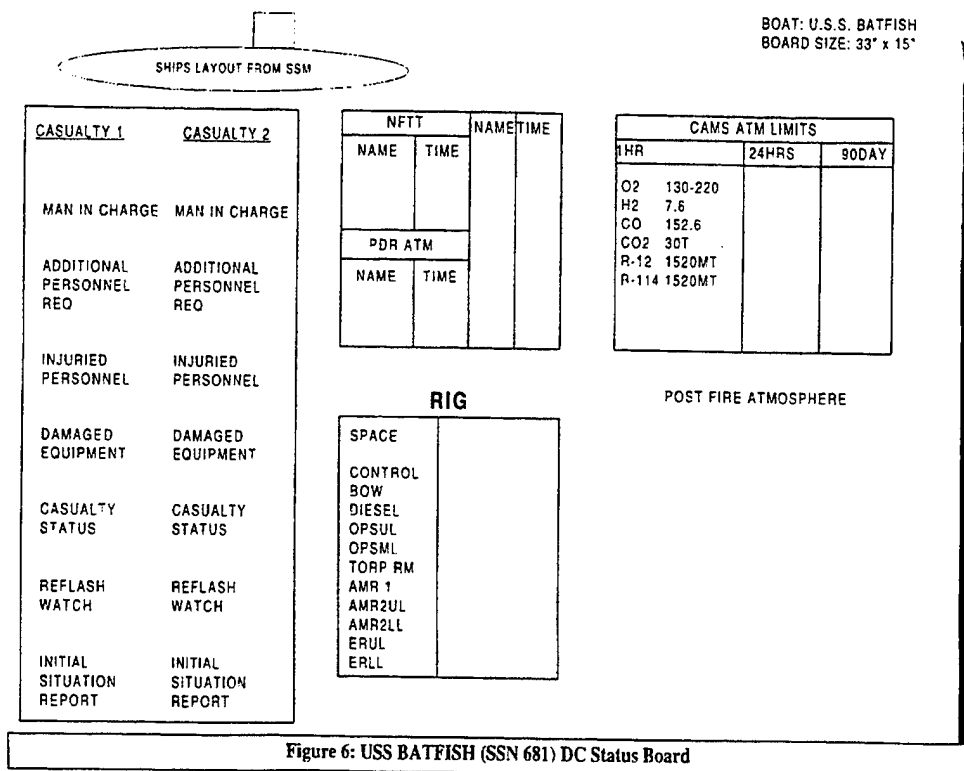 BOAT: U.S.S. BATFISH
BOARD SIZE: 33" x 15"
SHIPS LAYOUT FROM SSM
CASUALTY 1 CASUALTY 2
MAN IN CHARGE MAN IN CHARGE
ADDITIONAL ADDITIONAL
PERSONNEL PERSONNEL
REQ REQ
INJURIED INJURIED
PERSONNEL PERSONNEL
DAMAGED DAMAGED
EQUIPMENT EQUIPMENT
CASUALTY CASUALTY
STATUS STATUS
REFLASH REFLASH
WATCH WATCH
INITIAL INITIAL
SITUATION SITUATION
REPORT REPORT
NFTT NAME TIME
NAME TIME
PDR ATM
NAME TIME
CAMS ATM LIMITS
1HR 24HRS 90DAY
O2 130-220
H2 7.6
CO 152.6
CO2 30T
R-12 1520MT
R-114 1520MT
POST FIRE ATMOSPHERE
RIG
SPACE
CONTROL
BOW
DIESEL
OPSUL
OPSML
TORP RM
AMR 1
AMR2UL
AMR2LL
ERUL
ERLL
Figure 6: USS BATFISH (SSN 681) DC Status Board